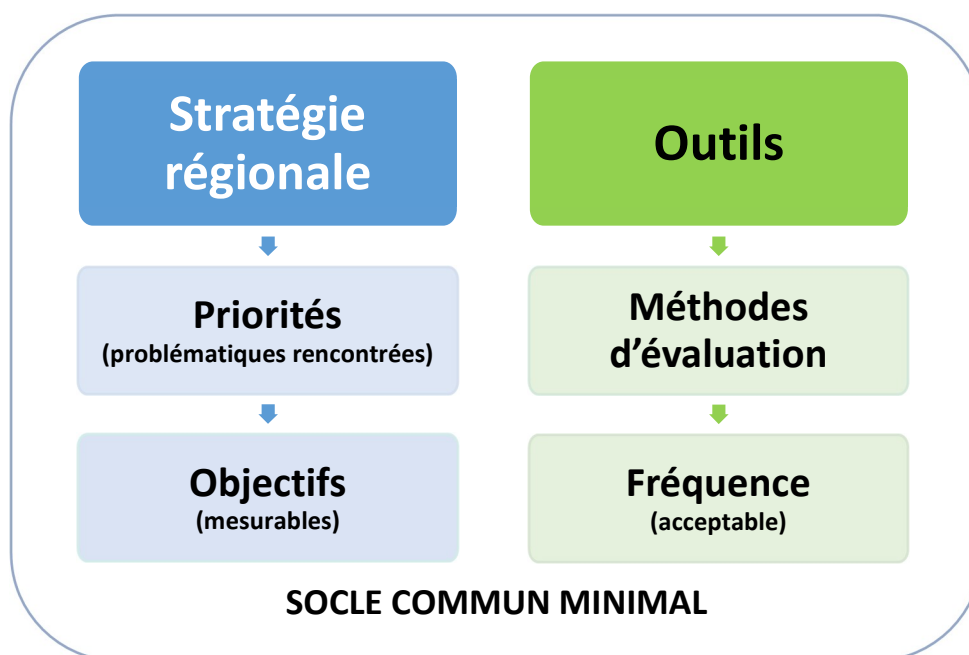 Stratégie
régionale
Priorités
(problématiques rencontrées)
Objectifs
(mesurables)
Outils
Méthodes
d’évaluation
Fréquence
(acceptable)
SOCLE COMMUN MINIMAL